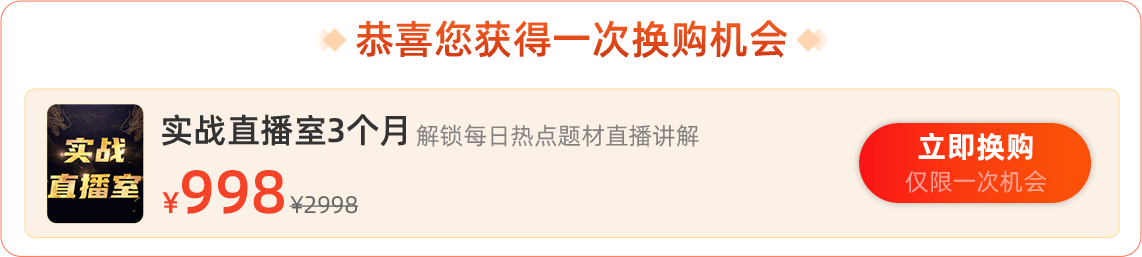 恭喜您获得一次换购机会
实战
直播室
实战直播室3个月 解锁每日热点题材直播讲解
¥998 ¥2998
立即换购
仅限一次机会